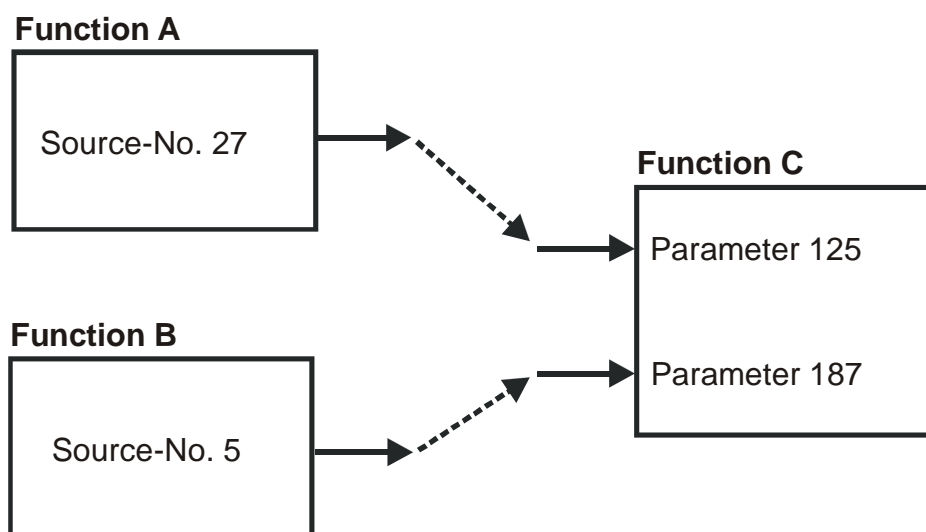 Function A
Source-No. 27
Function C
Parameter 125
Function B
Parameter 187
Source-No. 5